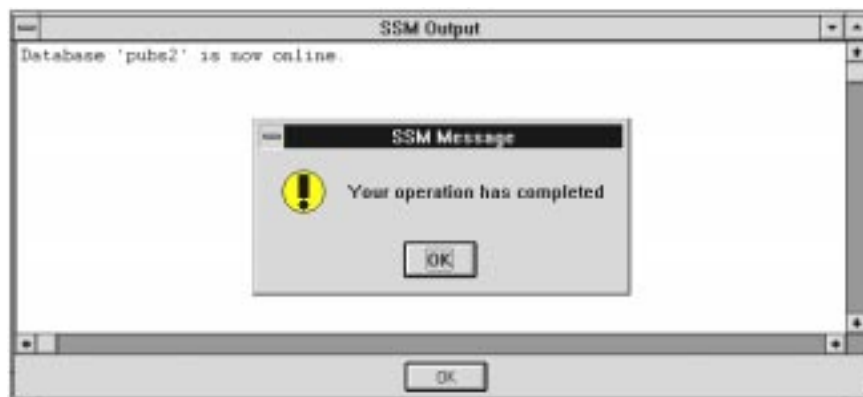 SSM Output
Database 'pubs2' is now online.
SSM Message
Your operation has completed
OK
OK